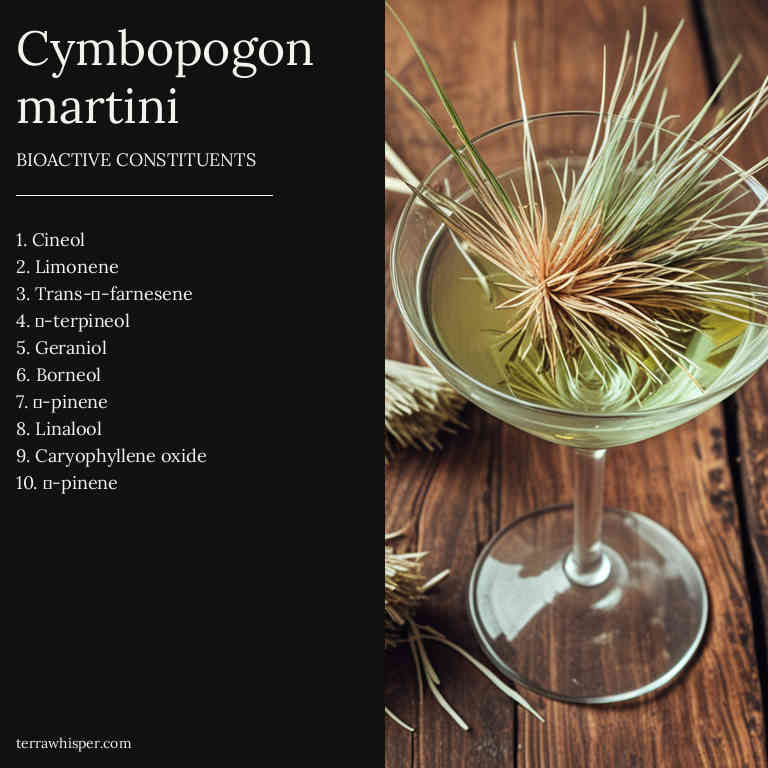 Cymbopogon
martini
BIOACTIVE CONSTITUENTS
1. Cineol
2. Limonene
3. Trans-□-farnesene
4. □-terpineol
5. Geraniol
6. Borneol
7. □-pinene
8. Linalool
9. Caryophyllene oxide
10. □-pinene
terrawhisper.com